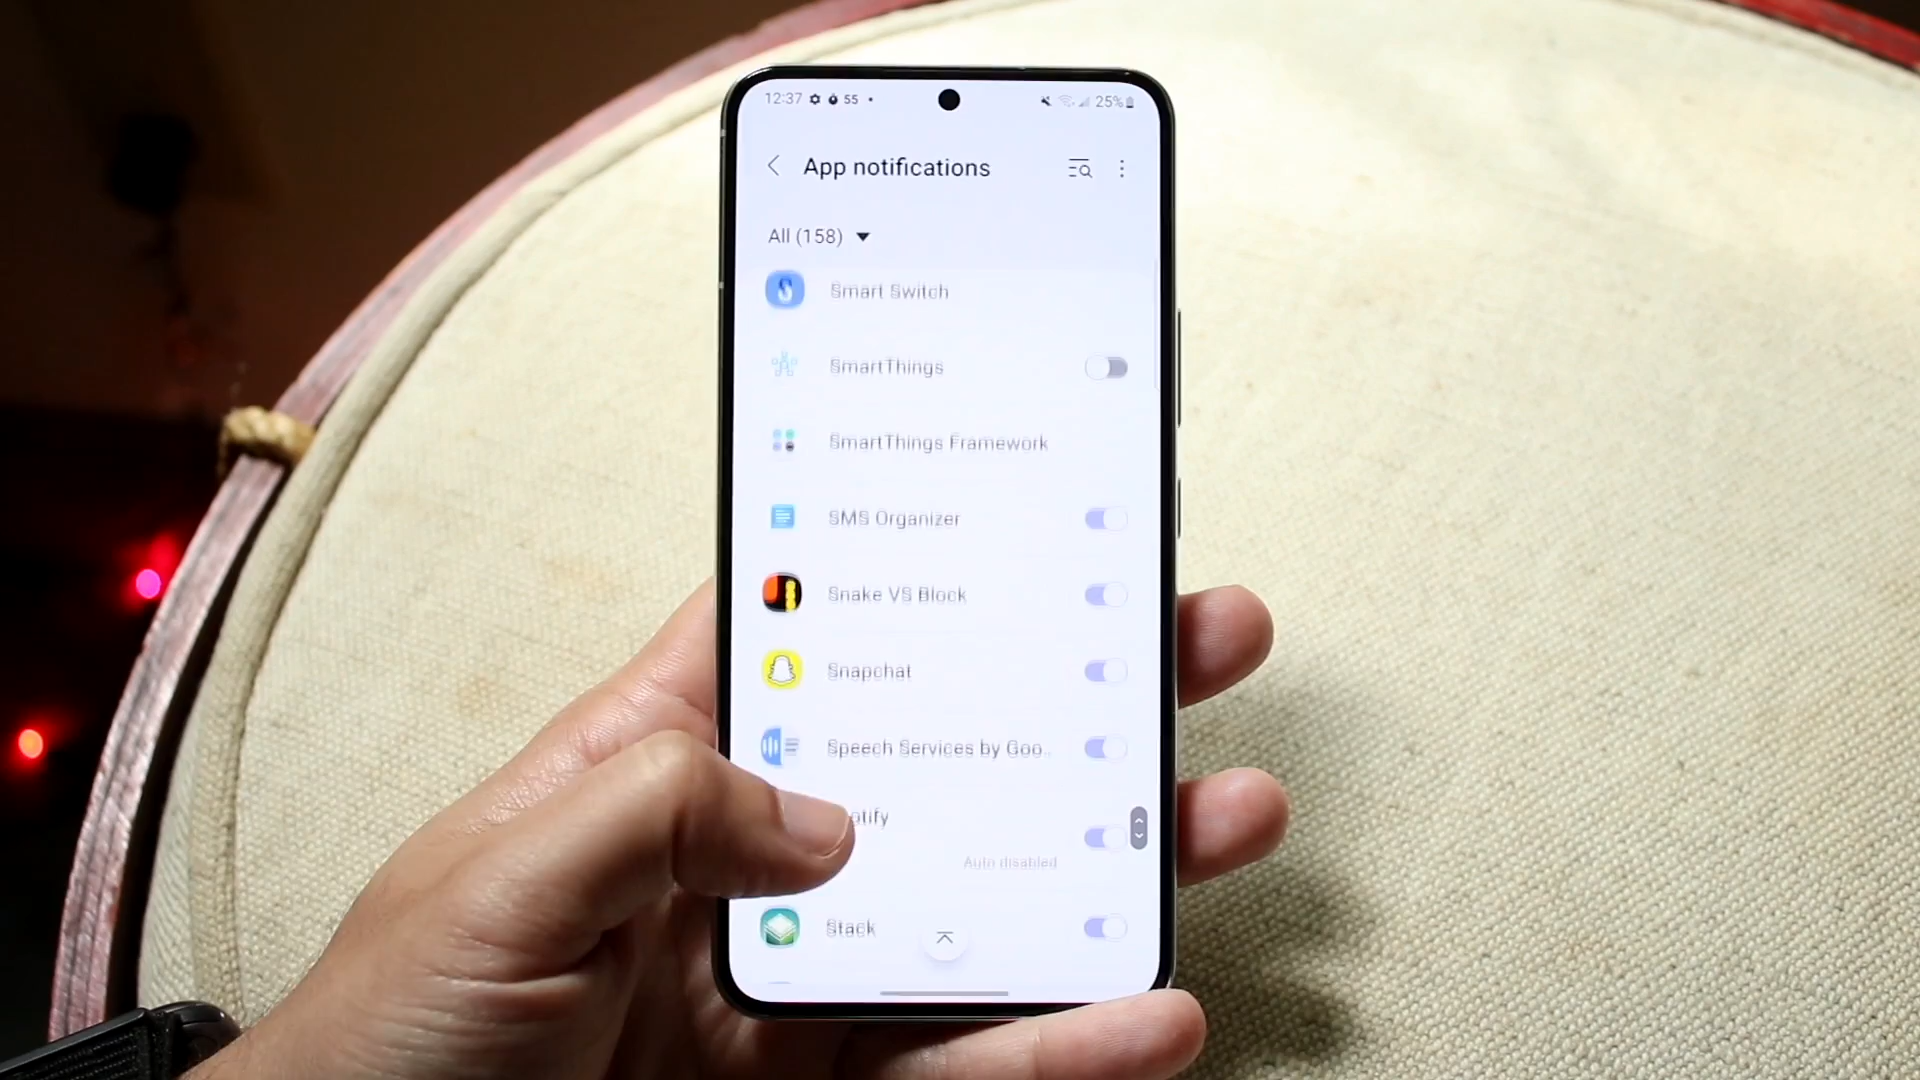 12:37 55
25%
App notifications
All (158)
Smart Switch
SmartThings
SmartThings Framework
SMS Organizer
Snake VS Block
Snapchat
Speech Services by Goo..
otify
Auto disabled
Stack